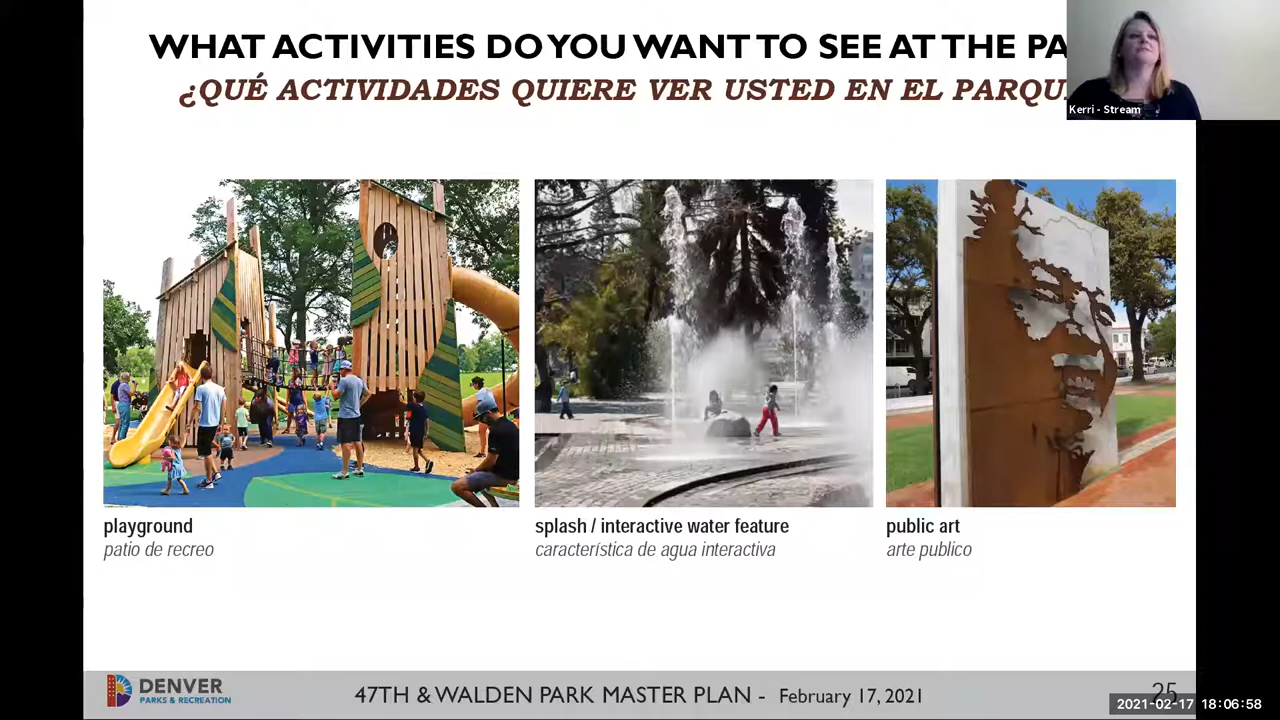 WHAT ACTIVITIES DO YOU WANT TO SEE AT THE
¿QUÉ ACTIVIDADES QUIERE VER USTED EN EL
Kerri - Stream
playground
patio de recreo
splash / interactive water feature
característica de agua interactiva
public art
arte publico
DENVER
PARKS & RECREATION
47TH & WALDEN PARK MASTER PLAN - February 17, 2021
25
2021-02-17 18:06:58